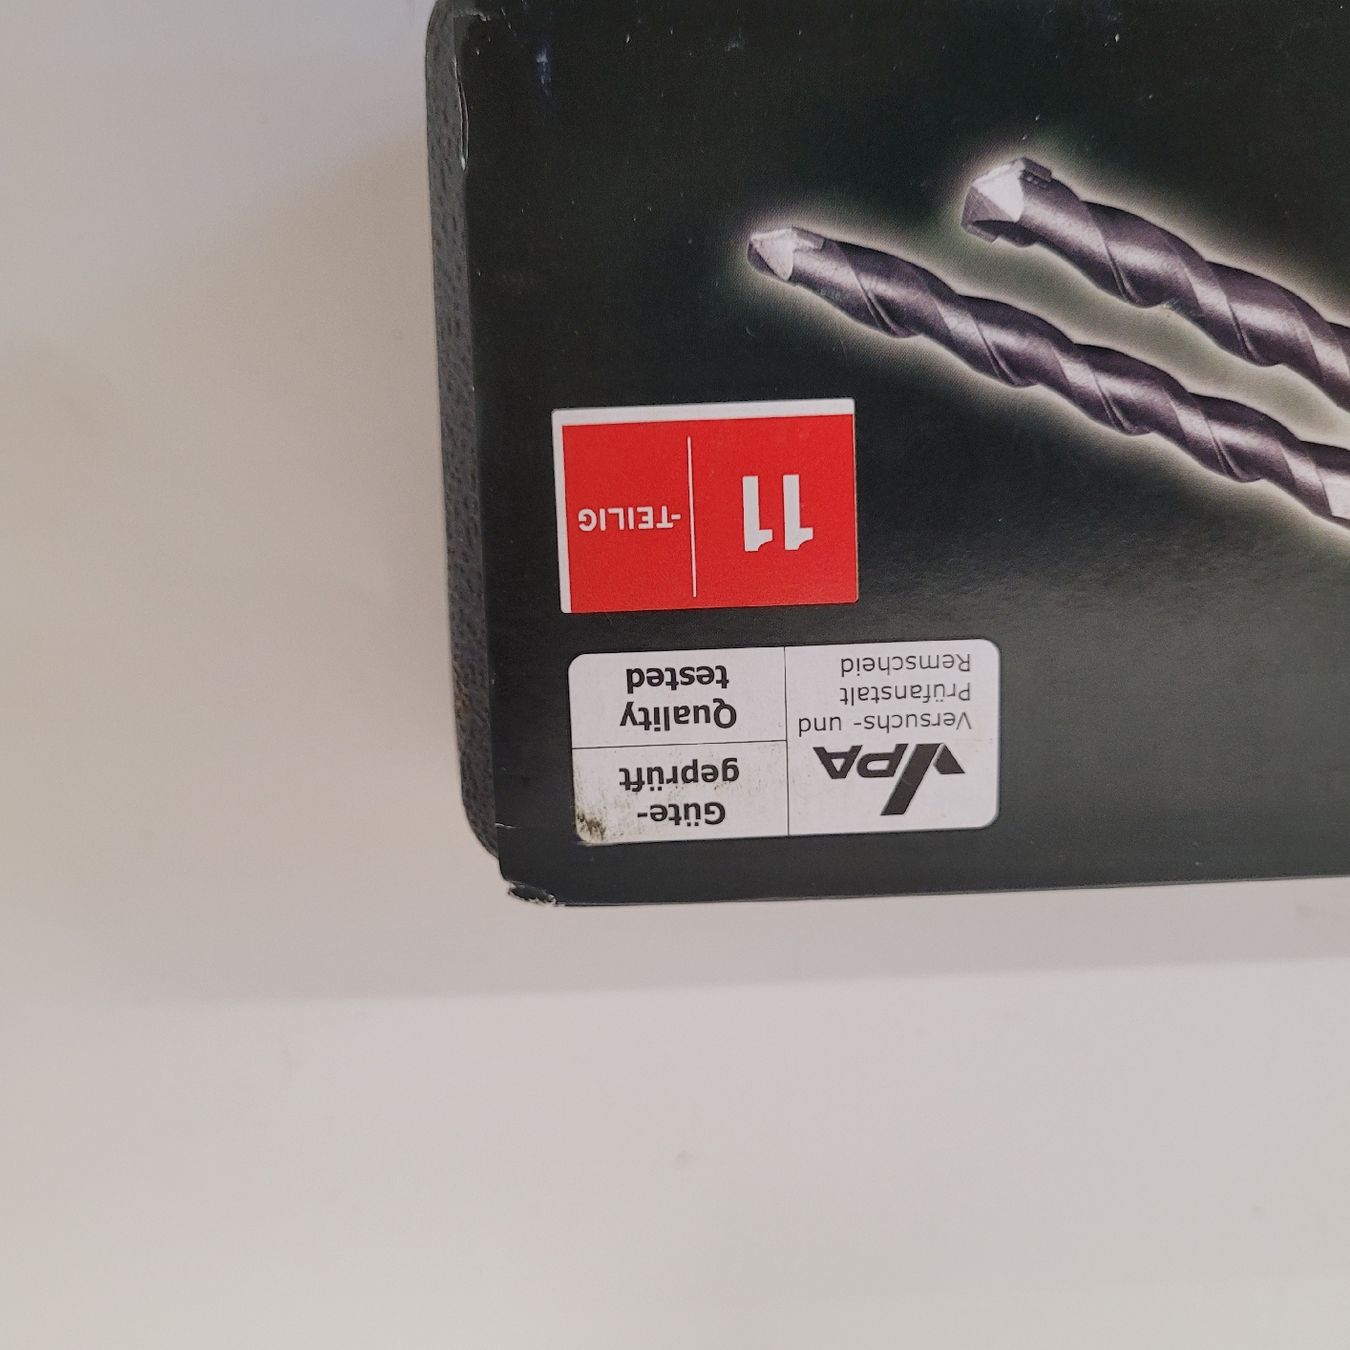 VPA
Versuchs- und
Prüfanstalt
Remscheid
Güte-
geprüft
Quality
tested
11
-TEILIG